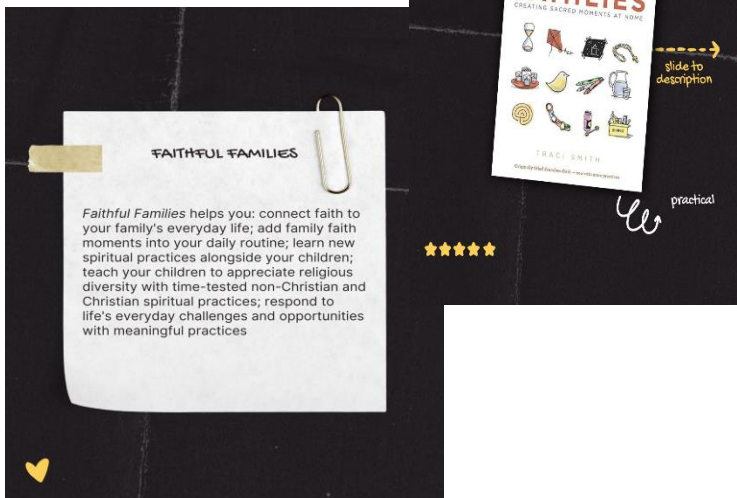 FAMILIES
CREATING SACRED MOMENTS AT HOME
slide to
description
TRACI SMITH
practical
FAITHFUL FAMILIES
Faithful Families helps you: connect faith to
your family's everyday life; add family faith
moments into your daily routine; learn new
spiritual practices alongside your children;
teach your children to appreciate religious
diversity with time-tested non-Christian and
Christian spiritual practices; respond to
life's everyday challenges and opportunities
with meaningful practices